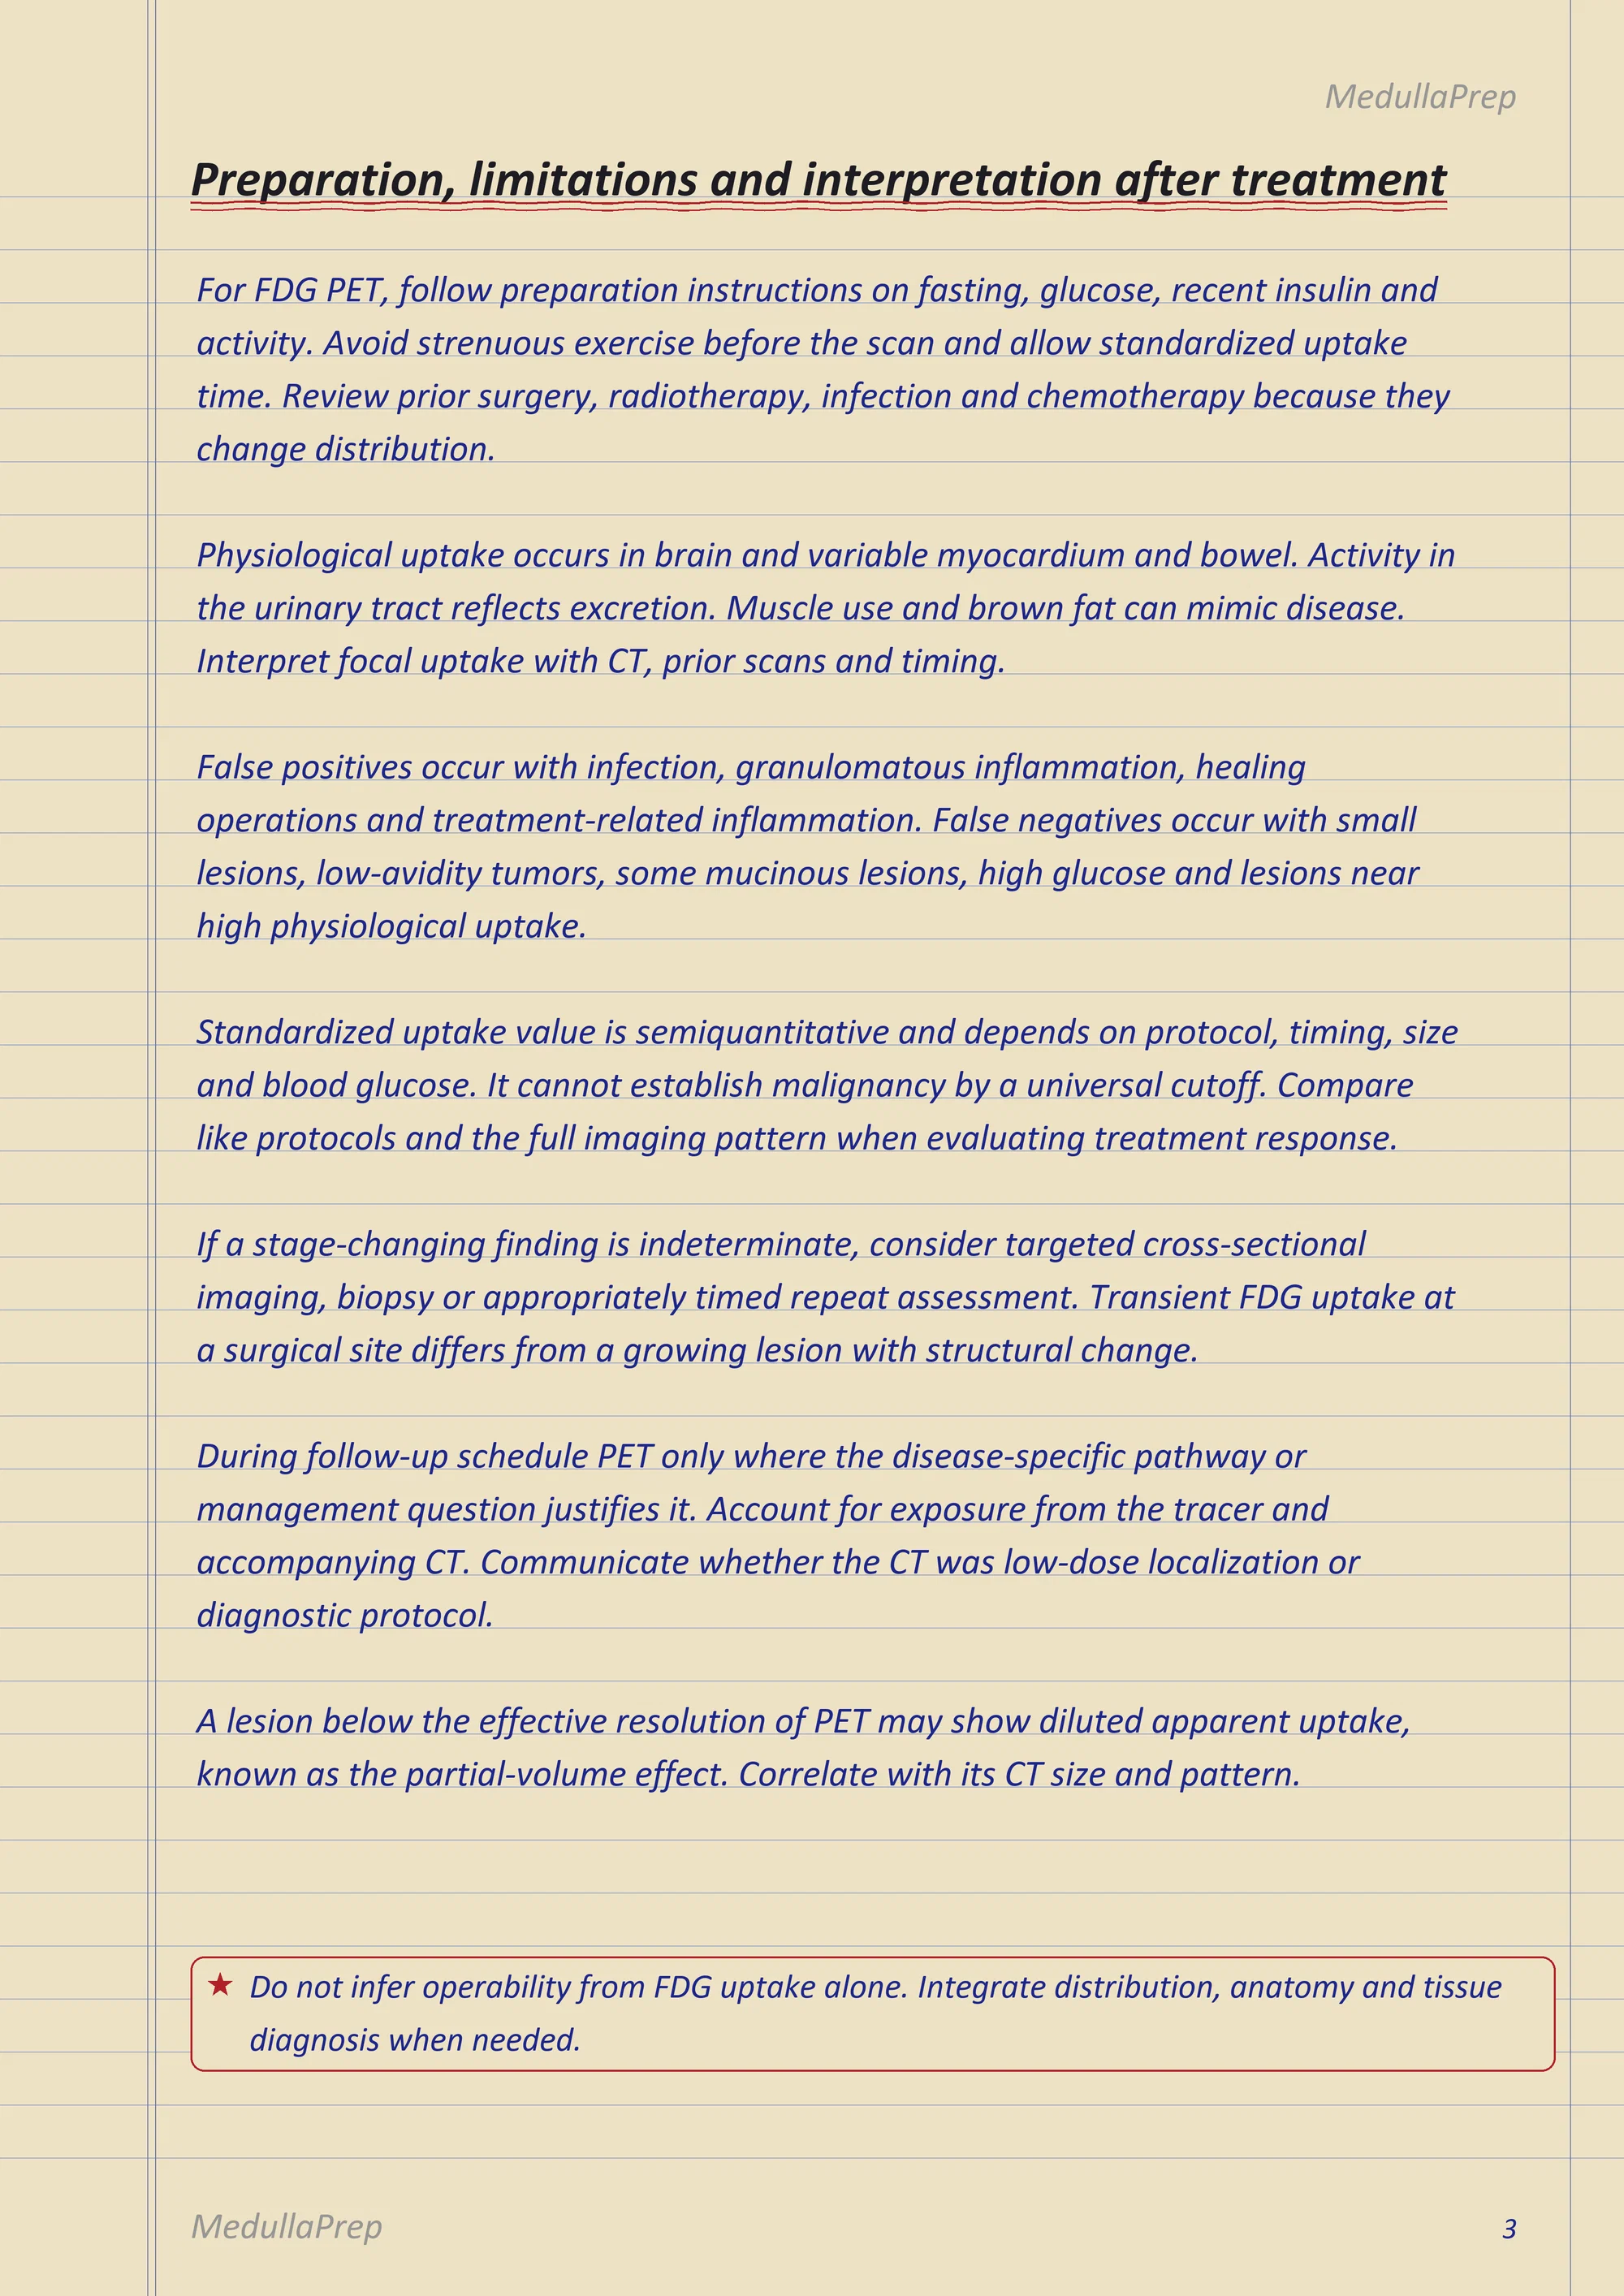 MedullaPrep
Preparation, limitations and interpretation after treatment
For FDG PET, follow preparation instructions on fasting, glucose, recent insulin and
activity. Avoid strenuous exercise before the scan and allow standardized uptake
time. Review prior surgery, radiotherapy, infection and chemotherapy because they
change distribution.
Physiological uptake occurs in brain and variable myocardium and bowel. Activity in
the urinary tract reflects excretion. Muscle use and brown fat can mimic disease.
Interpret focal uptake with CT, prior scans and timing.
False positives occur with infection, granulomatous inflammation, healing
operations and treatment-related inflammation. False negatives occur with small
lesions, low-avidity tumors, some mucinous lesions, high glucose and lesions near
high physiological uptake.
Standardized uptake value is semiquantitative and depends on protocol, timing, size
and blood glucose. It cannot establish malignancy by a universal cutoff. Compare
like protocols and the full imaging pattern when evaluating treatment response.
If a stage-changing finding is indeterminate, consider targeted cross-sectional
imaging, biopsy or appropriately timed repeat assessment. Transient FDG uptake at
a surgical site differs from a growing lesion with structural change.
During follow-up schedule PET only where the disease-specific pathway or
management question justifies it. Account for exposure from the tracer and
accompanying CT. Communicate whether the CT was low-dose localization or
diagnostic protocol.
A lesion below the effective resolution of PET may show diluted apparent uptake,
known as the partial-volume effect. Correlate with its CT size and pattern.
★ Do not infer operability from FDG uptake alone. Integrate distribution, anatomy and tissue
diagnosis when needed.
MedullaPrep
3